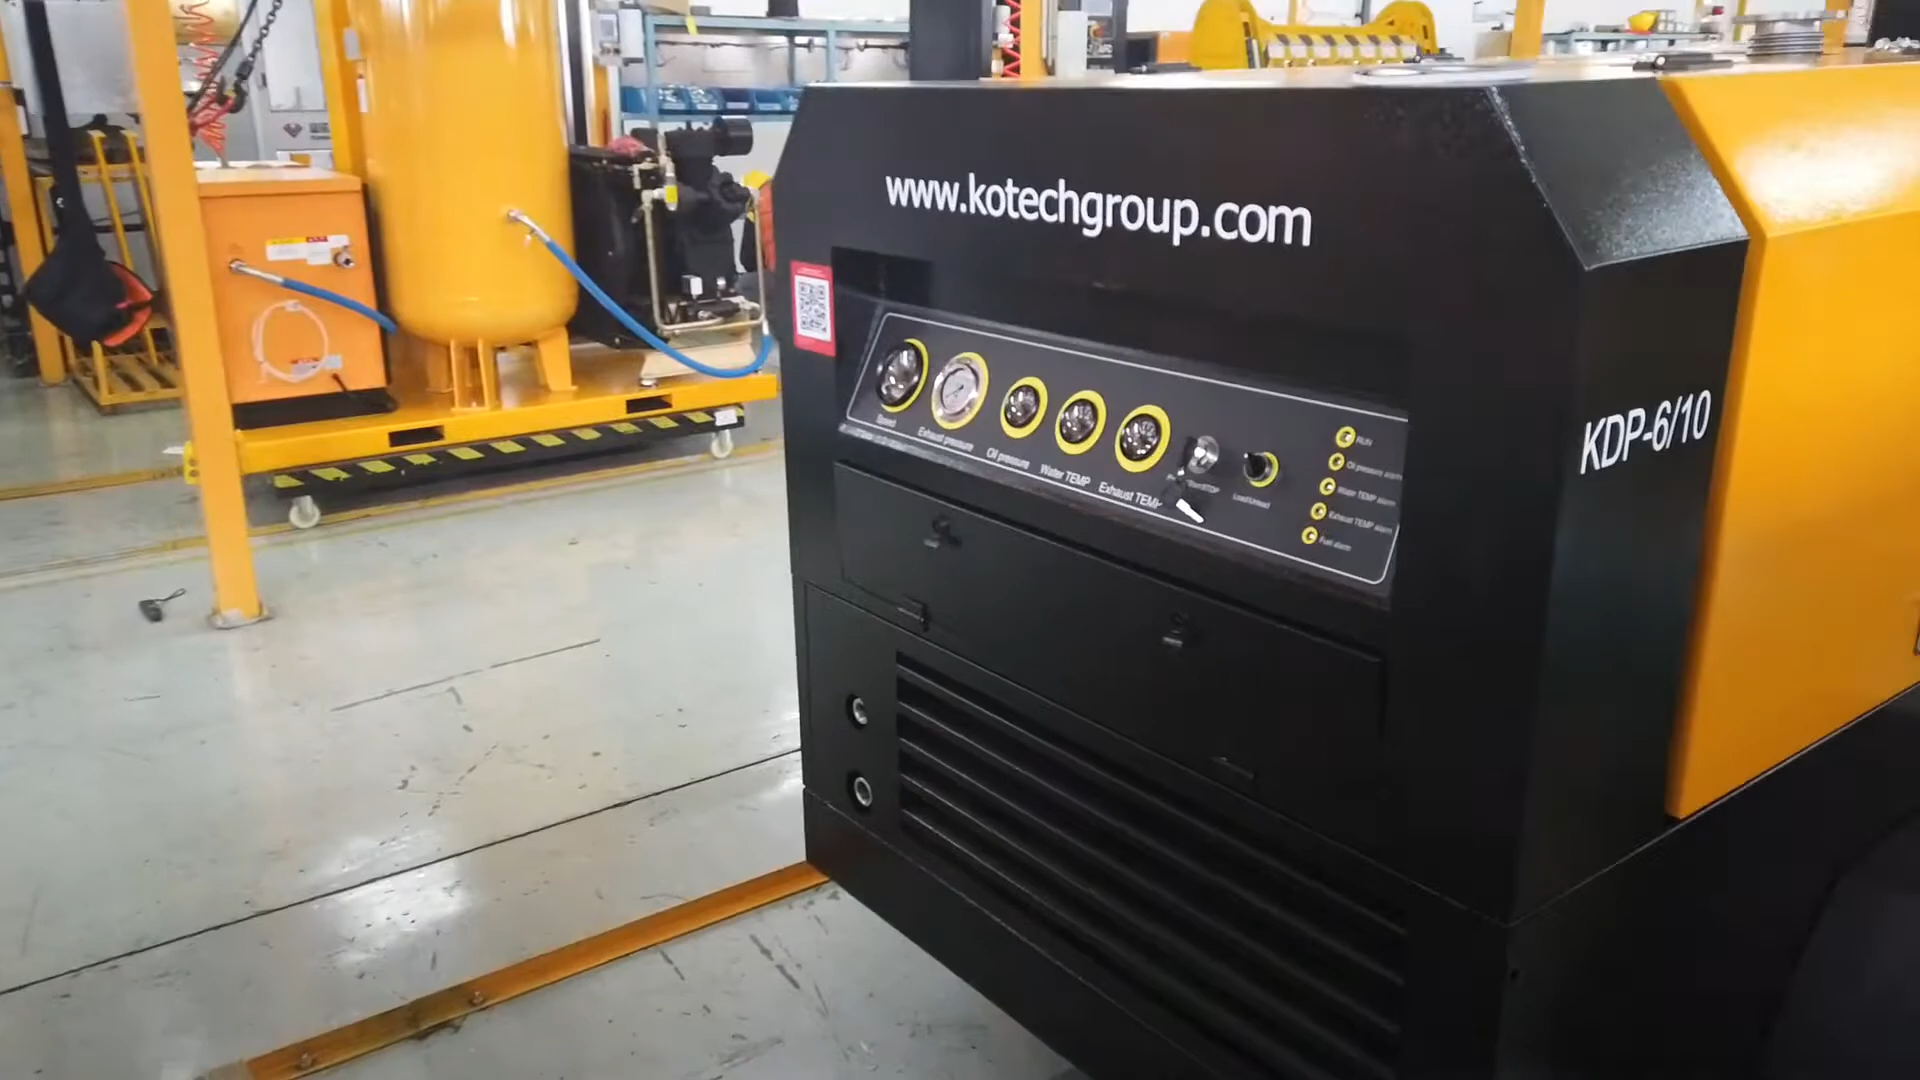 www.kotechgroup.com
KDP-6/10
Speed
Exhaust pressure
Oil pressure
Water TEMP
Exhaust TEMP
Load/Unload
RUN
Oil pressure alarm
Water TEMP alarm
Exhaust TEMP alarm
Fuel alarm